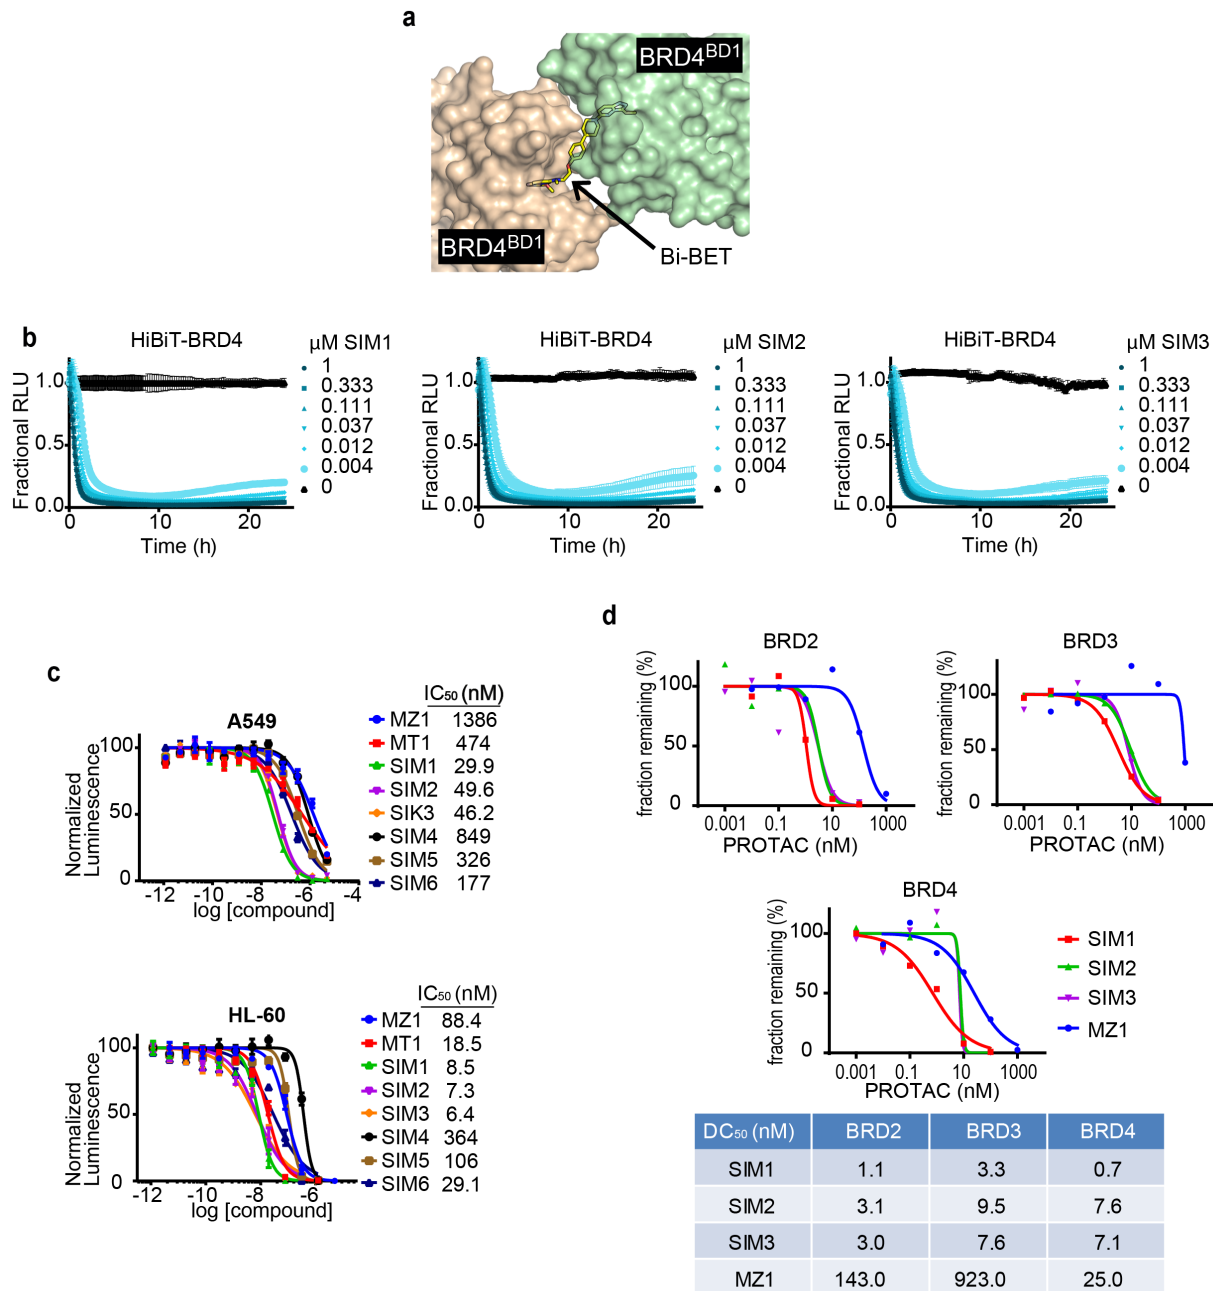 a
BRD4BD1
BRD4BD1
Bi-BET
b
HiBiT-BRD4
µM SIM1
1
0.333
0.111
0.037
0.012
0.004
0
Fractional RLU
1.0
0.5
0.0
0 10 20
Time (h)
HiBiT-BRD4
µM SIM2
1
0.333
0.111
0.037
0.012
0.004
0
Fractional RLU
1.0
0.5
0.0
0 10 20
Time (h)
HiBiT-BRD4
µM SIM3
1
0.333
0.111
0.037
0.012
0.004
0
Fractional RLU
1.0
0.5
0.0
0 10 20
Time (h)
c
A549
IC50 (nM)
MZ1 1386
MT1 474
SIM1 29.9
SIM2 49.6
SIK3 46.2
SIM4 849
SIM5 326
SIM6 177
Normalized
Luminescence
100
50
0
-12 -10 -8 -6 -4
log [compound]
HL-60
IC50 (nM)
MZ1 88.4
MT1 18.5
SIM1 8.5
SIM2 7.3
SIM3 6.4
SIM4 364
SIM5 106
SIM6 29.1
Normalized
Luminescence
100
50
0
-12 -10 -8 -6
log [compound]
d
BRD2
fraction remaining (%)
100
50
0
0.001 0.1 10 1000
PROTAC (nM)
BRD3
fraction remaining (%)
100
50
0
0.001 0.1 10 1000
PROTAC (nM)
BRD4
fraction remaining (%)
100
50
0
0.001 0.1 10 1000
PROTAC (nM)
SIM1
SIM2
SIM3
MZ1
DC50 (nM) BRD2 BRD3 BRD4
SIM1 1.1 3.3 0.7
SIM2 3.1 9.5 7.6
SIM3 3.0 7.6 7.1
MZ1 143.0 923.0 25.0